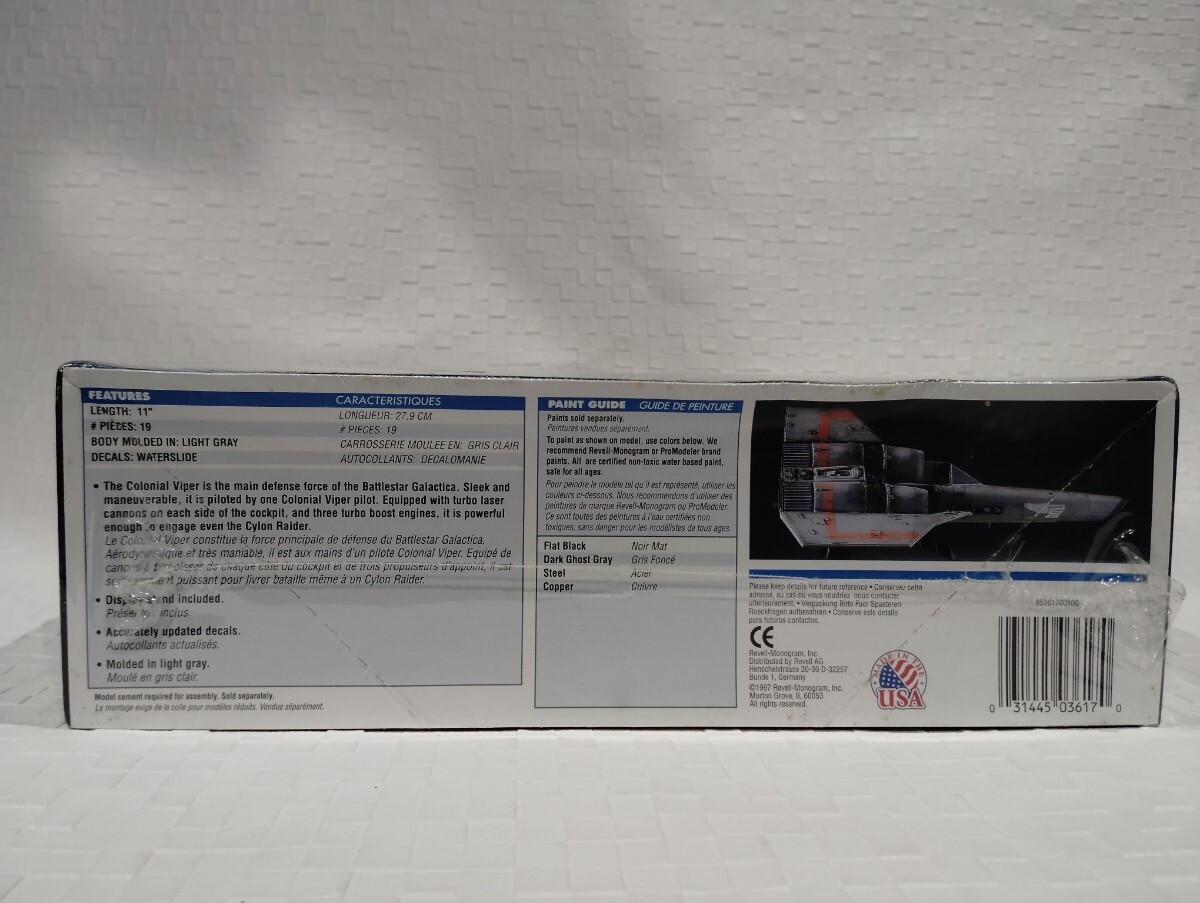 FEATURES
CARACTERISTIQUES
LENGTH: 11"
LONGUEUR: 27,9 CM
# PIÈCES: 19
# PIECES: 19
BODY MOLDED IN: LIGHT GRAY
CARROSSERIE MOULEE EN: GRIS CLAIR
DECALS: WATERSLIDE
AUTOCOLLANTS: DECALOMANIE
• The Colonial Viper is the main defense force of the Battlestar Galactica. Sleek and
maneuverable, it is piloted by one Colonial Viper pilot. Equipped with turbo laser
cannons on each side of the cockpit, and three turbo boost engines, it is powerful
enough to engage even the Cylon Raider.
Le Colonial Viper constitue la force principale de défense du Battlestar Galactica.
Aérodynamique et très maniable, il est aux mains d'un pilote Colonial Viper. Equipé de
canons à turbolaser de chaque côté du cockpit et de trois propulseurs d'appoint, il est
puissant pour livrer bataille même à un Cylon Raider.
• Display stand included.
inclus.
• Accurately updated decals.
Autocollants actualisés.
• Molded in light gray.
Moulé en gris clair.
Model cement required for assembly. Sold separately.
Le montage exige de la colle pour modèles réduits. Vendue séparément.
PAINT GUIDE GUIDE DE PEINTURE
Paints sold separately.
Peintures vendues séparément.
To paint as shown on model, use colors below. We
recommend Revell-Monogram or ProModeler brand
paints. All are certified non-toxic water based paint,
safe for all ages.
Pour peindre le modèle tel qu'il est représenté, utiliser les
couleurs ci-dessous. Nous recommendons d'utiliser des
peintures de marque Revell-Monogram ou ProModeler.
Ce sont toutes des peintures à l'eau certifiées non
toxiques, sans danger pour les modélistes de tous ages.
Flat Black Noir Mat
Dark Ghost Gray Gris Foncé
Steel Acier
Copper Cuivre
Please keep details for future reference • Conservez cette
adresse, au cas où vous voudriez nous contacter
ulterieurement. • Verpackung Bitte Fuer Spasteren
Rueckfragen aufbewahren. • Conserve este detalle
para futuros contactos.
CE
Revell-Monogram, Inc.
Distributed by Revell AG
Henschelstrasse 20-30 D-32257
Bunde 1, Germany
©1997 Revell-Monogram, Inc.
Morton Grove, IL 60053
All rights reserved.
MADE IN THE
USA
85361700100
0 31445 03617 0